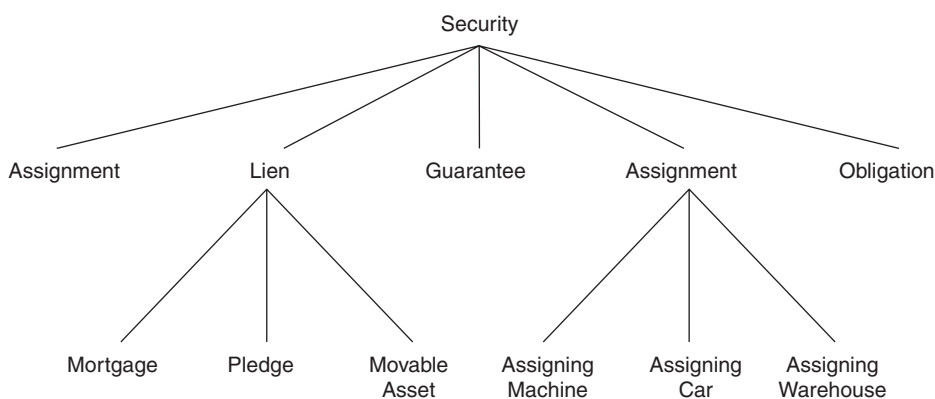 Security
Assignment
Lien
Guarantee
Assignment
Obligation
Mortgage
Pledge
Movable
Asset
Assigning
Machine
Assigning
Car
Assigning
Warehouse